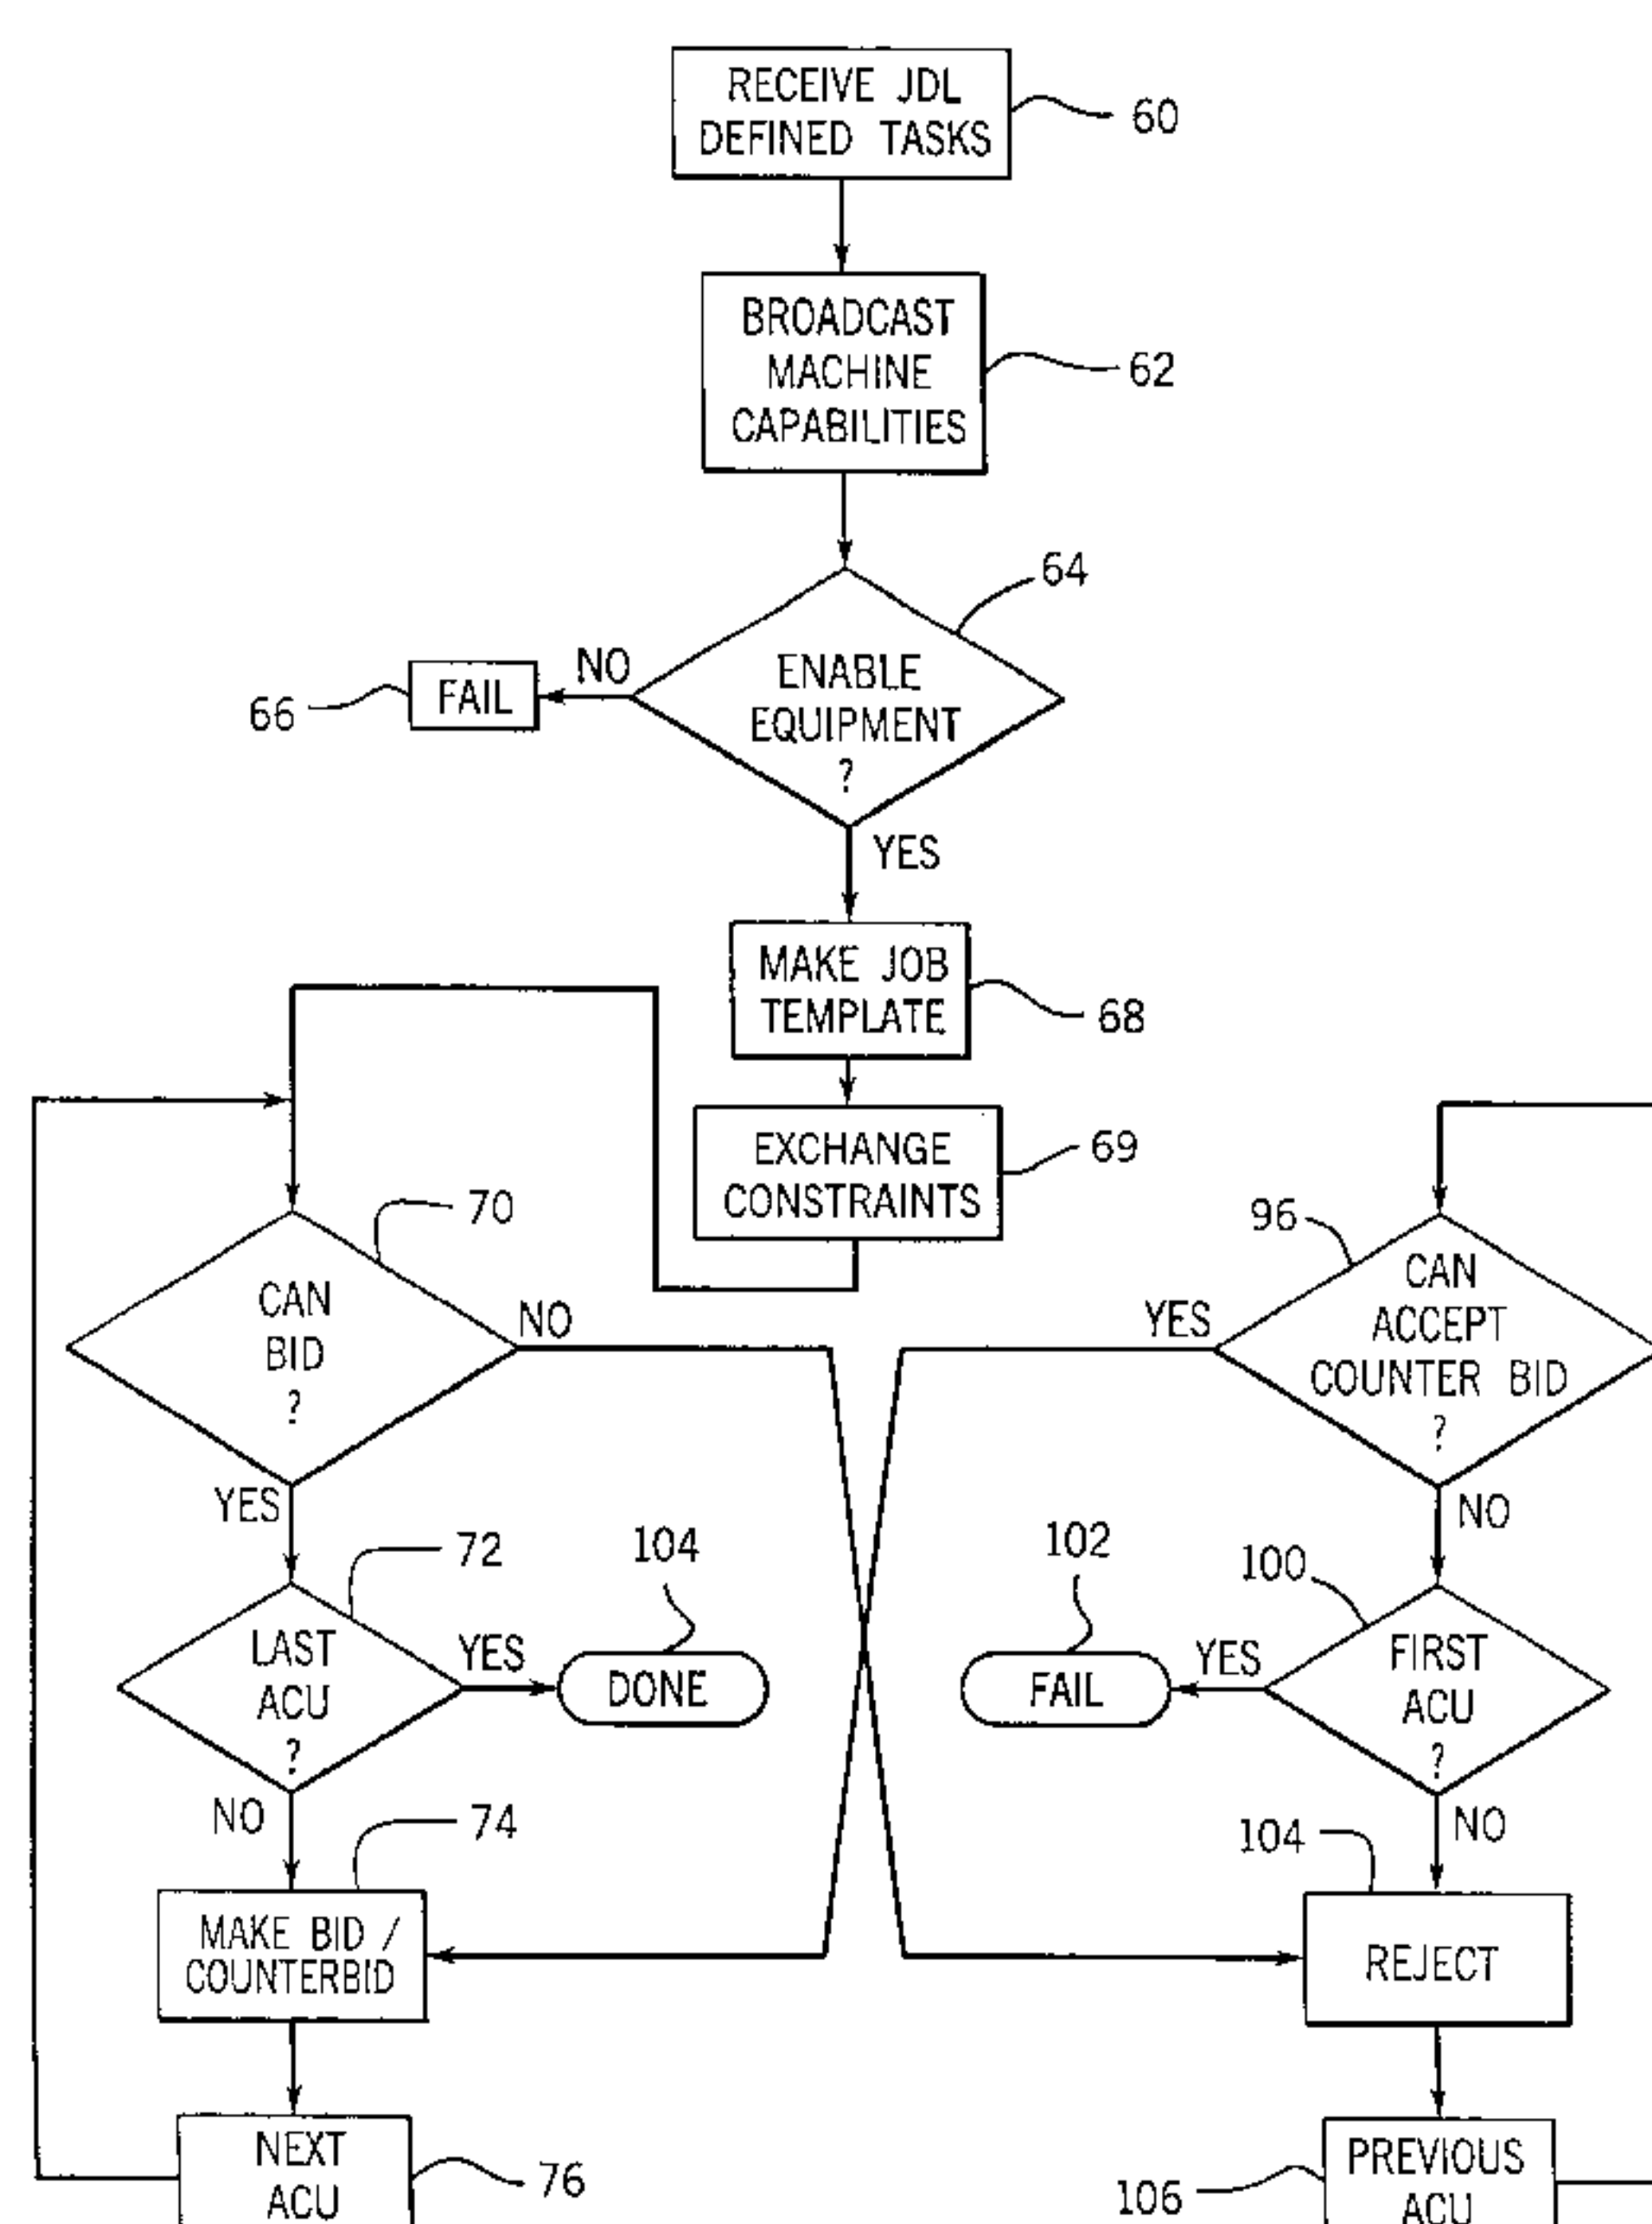 RECEIVE JDL
DEFINED TASKS
60
BROADCAST
MACHINE
CAPABILITIES
62
64
ENABLE
EQUIPMENT
?
NO
FAIL
66
YES
MAKE JOB
TEMPLATE
68
EXCHANGE
CONSTRAINTS
69
70
CAN
BID
?
NO
YES
72
LAST
ACU
?
YES
104
DONE
NO
74
MAKE BID /
COUNTERBID
NEXT
ACU
76
96
CAN
ACCEPT
COUNTER BID
?
YES
NO
100
FIRST
ACU
?
YES
102
FAIL
NO
104
REJECT
PREVIOUS
ACU
106